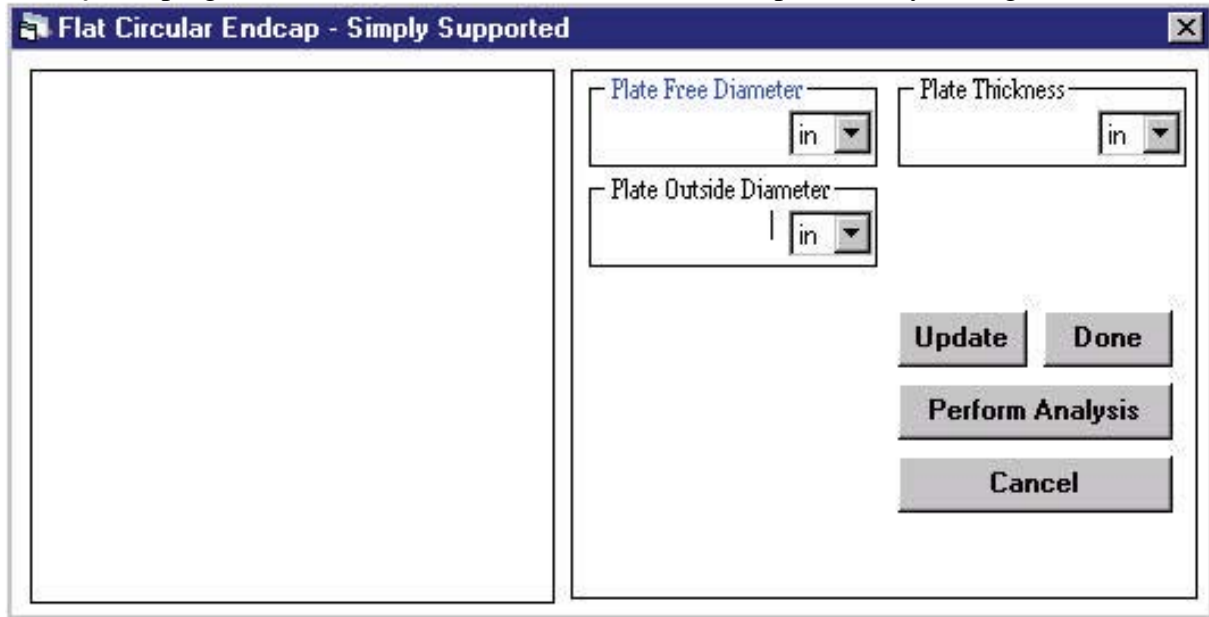 Flat Circular Endcap - Simply Supported
Plate Free Diameter
in
Plate Thickness
in
Plate Outside Diameter
in
Update
Done
Perform Analysis
Cancel